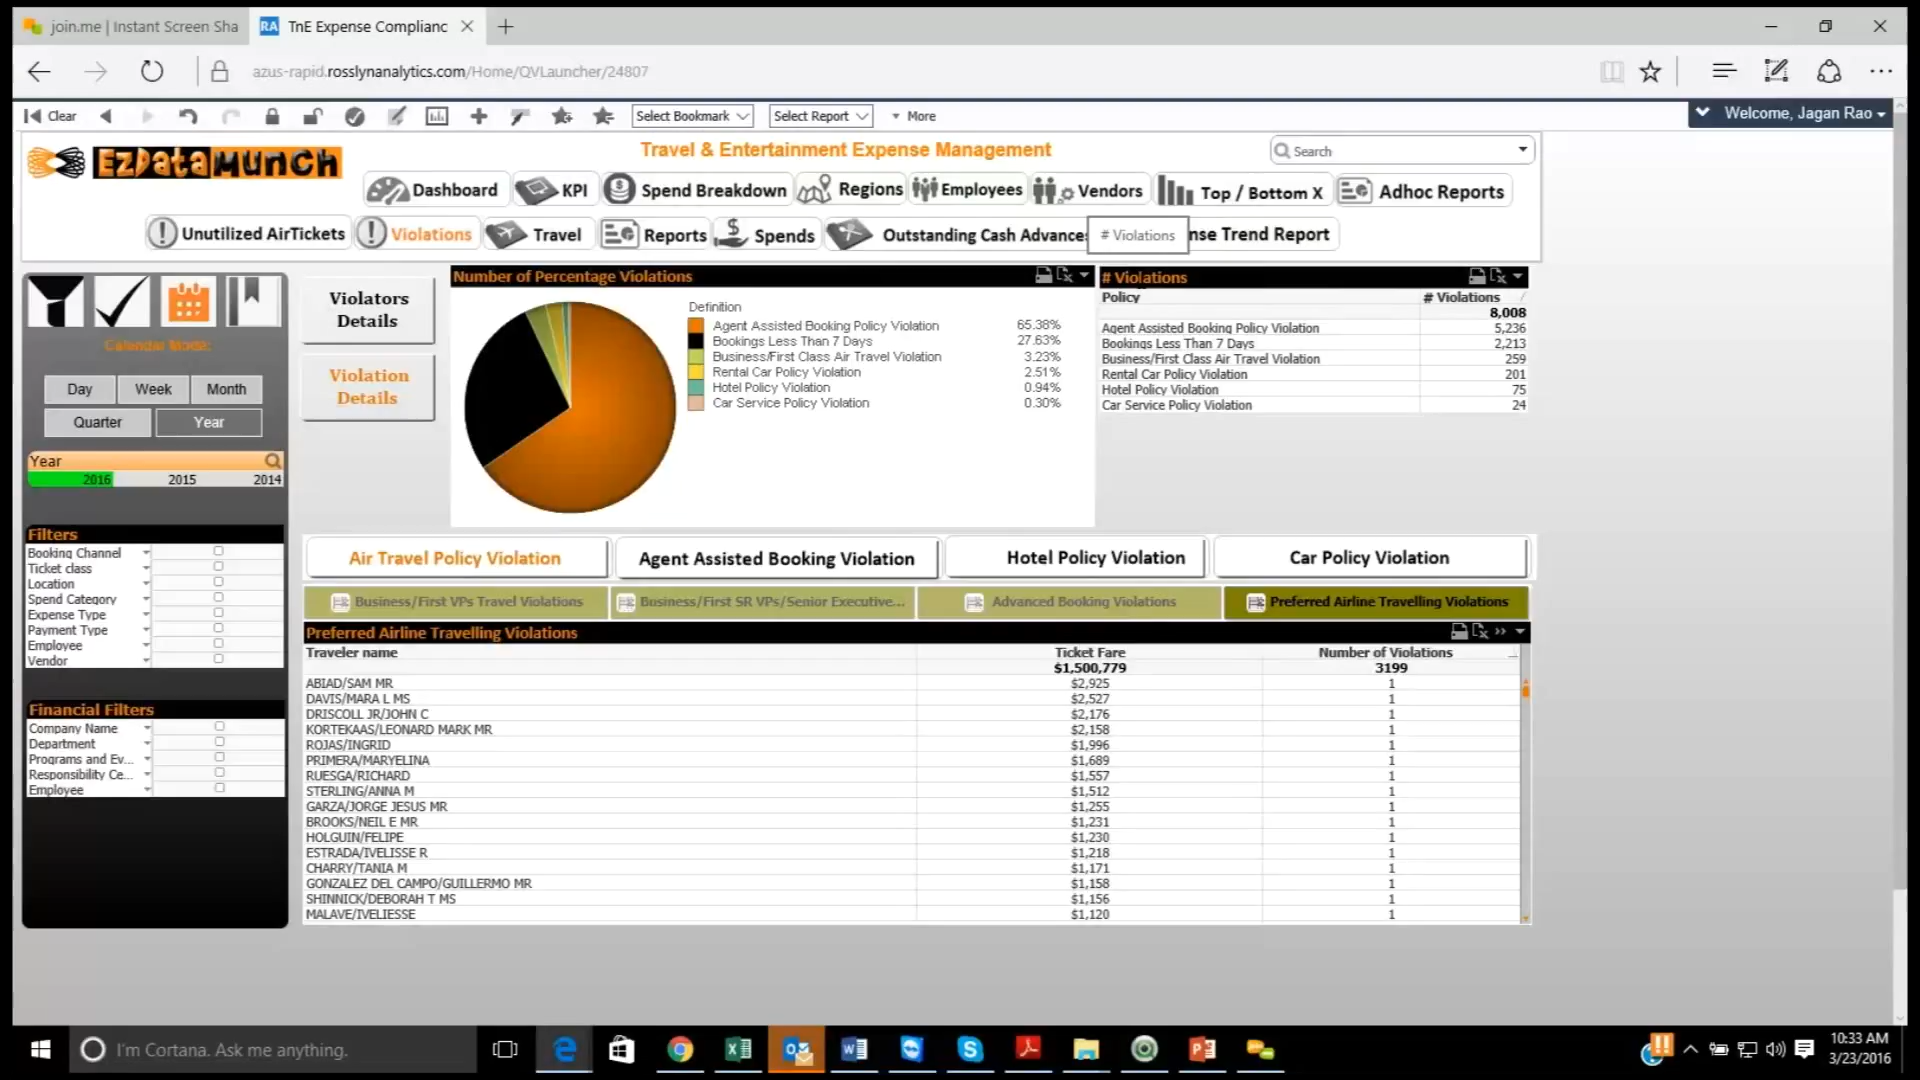 join.me | Instant Screen Sha
RA TnE Expense Complianc
azus-rapid.rosslynanalytics.com/Home/QVLauncher/24807
Clear
Select Bookmark
Select Report
More
Welcome, Jagan Rao
EzDataMunch
Travel & Entertainment Expense Management
Search
Dashboard
KPI
Spend Breakdown
Regions
Employees
Vendors
Top / Bottom X
Adhoc Reports
Unutilized AirTickets
Violations
Travel
Reports
Spends
Outstanding Cash Advances
# Violations
nse Trend Report
Calendar Mode:
Day Week Month
Quarter Year
Year
2016 2015 2014
Filters
Booking Channel
Ticket class
Location
Spend Category
Expense Type
Payment Type
Employee
Vendor
Financial Filters
Company Name
Department
Programs and Ev...
Responsibility Ce...
Employee
Violators
Details
Violation
Details
Number of Percentage Violations
Definition
Agent Assisted Booking Policy Violation 65.38%
Bookings Less Than 7 Days 27.63%
Business/First Class Air Travel Violation 3.23%
Rental Car Policy Violation 2.51%
Hotel Policy Violation 0.94%
Car Service Policy Violation 0.30%
# Violations
Policy # Violations
8,008
Agent Assisted Booking Policy Violation 5,236
Bookings Less Than 7 Days 2,213
Business/First Class Air Travel Violation 259
Rental Car Policy Violation 201
Hotel Policy Violation 75
Car Service Policy Violation 24
Air Travel Policy Violation
Agent Assisted Booking Violation
Hotel Policy Violation
Car Policy Violation
Business/First VPs Travel Violations
Business/First SR VPs/Senior Executive...
Advanced Booking Violations
Preferred Airline Travelling Violations
Preferred Airline Travelling Violations
Traveler name Ticket Fare Number of Violations
$1,500,779 3199
ABIAD/SAM MR $2,925 1
DAVIS/MARA L MS $2,527 1
DRISCOLL JR/JOHN C $2,176 1
KORTEKAAS/LEONARD MARK MR $2,158 1
ROJAS/INGRID $1,996 1
PRIMERA/MARYELINA $1,689 1
RUESGA/RICHARD $1,557 1
STERLING/ANNA M $1,512 1
GARZA/JORGE JESUS MR $1,255 1
BROOKS/NEIL E MR $1,231 1
HOLGUIN/FELIPE $1,230 1
ESTRADA/IVELISSE R $1,218 1
CHARRY/TANIA M $1,171 1
GONZALEZ DEL CAMPO/GUILLERMO MR $1,158 1
SHINNICK/DEBORAH T MS $1,156 1
MALAVE/IVELIESSE $1,120 1
I'm Cortana. Ask me anything.
10:33 AM
3/23/2016